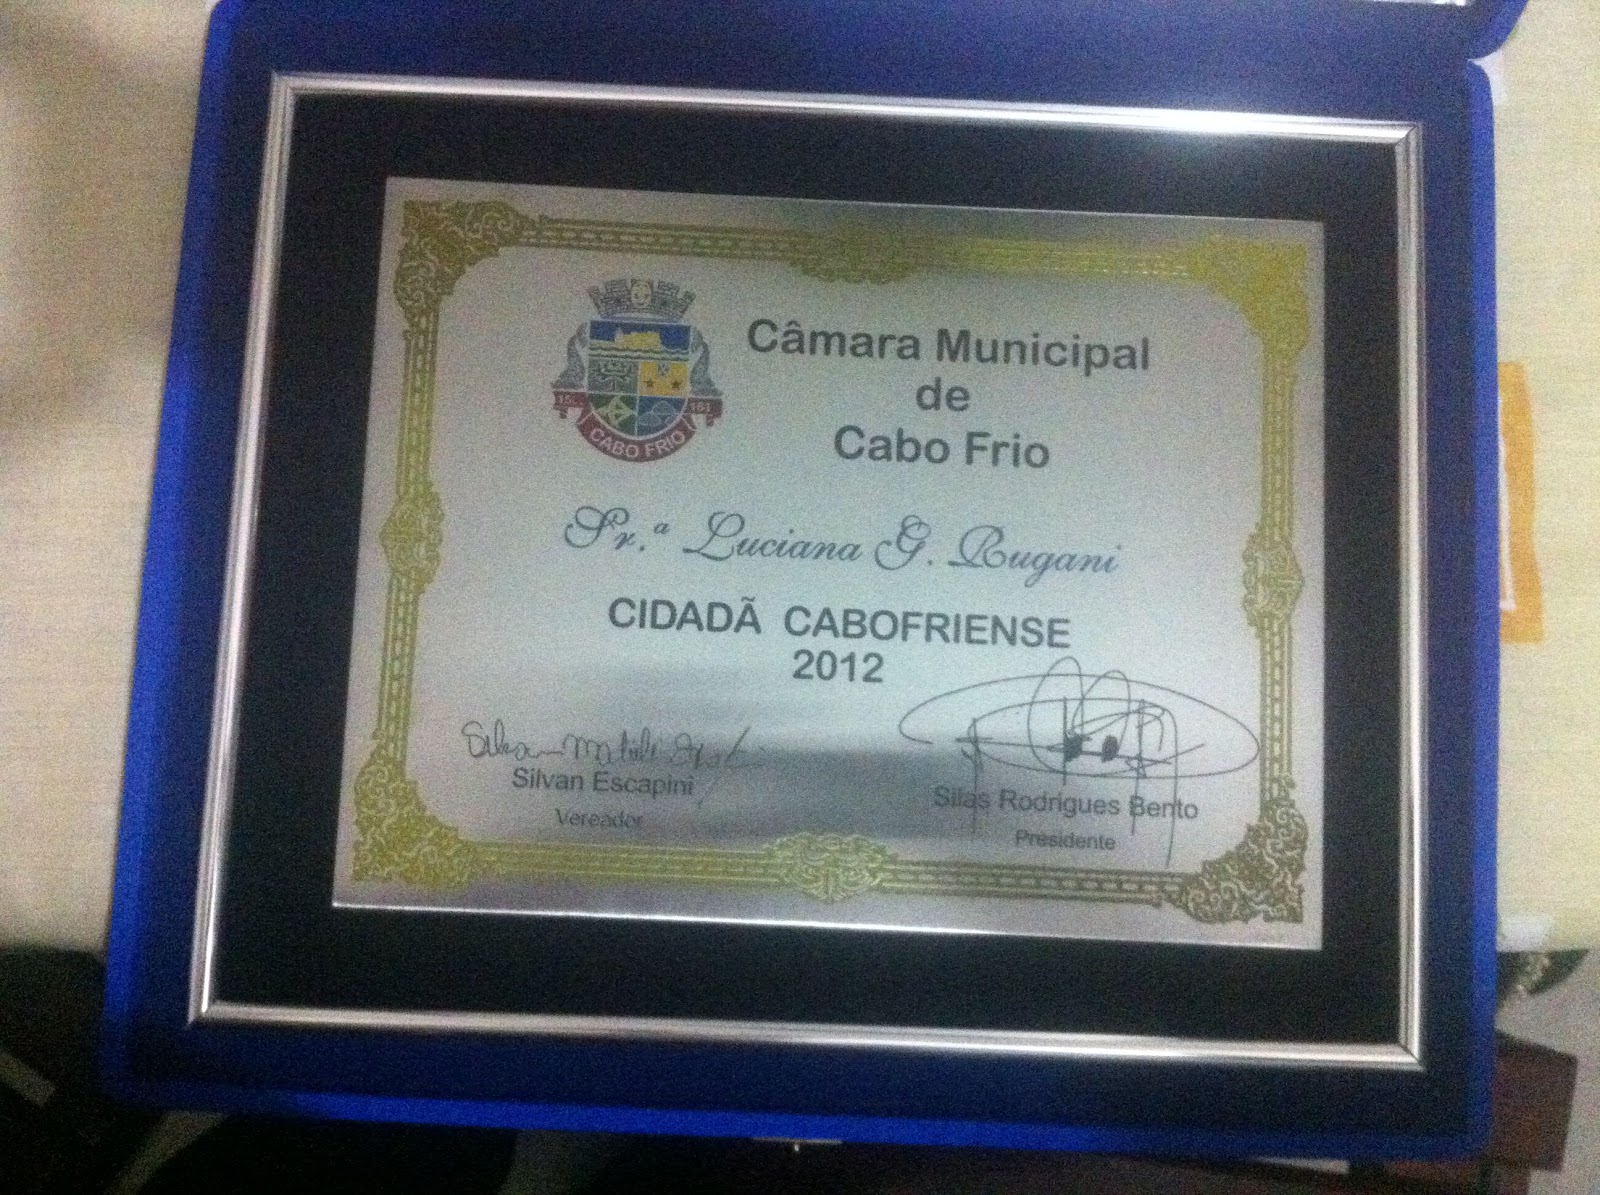 Câmara Municipal
de
Cabo Frio
CABO FRIO
Sr.ª Luciana G. Rugani
CIDADÃ CABOFRIENSE
2012
Silvan Escapini
Vereador
Silas Rodrigues Bento
Presidente